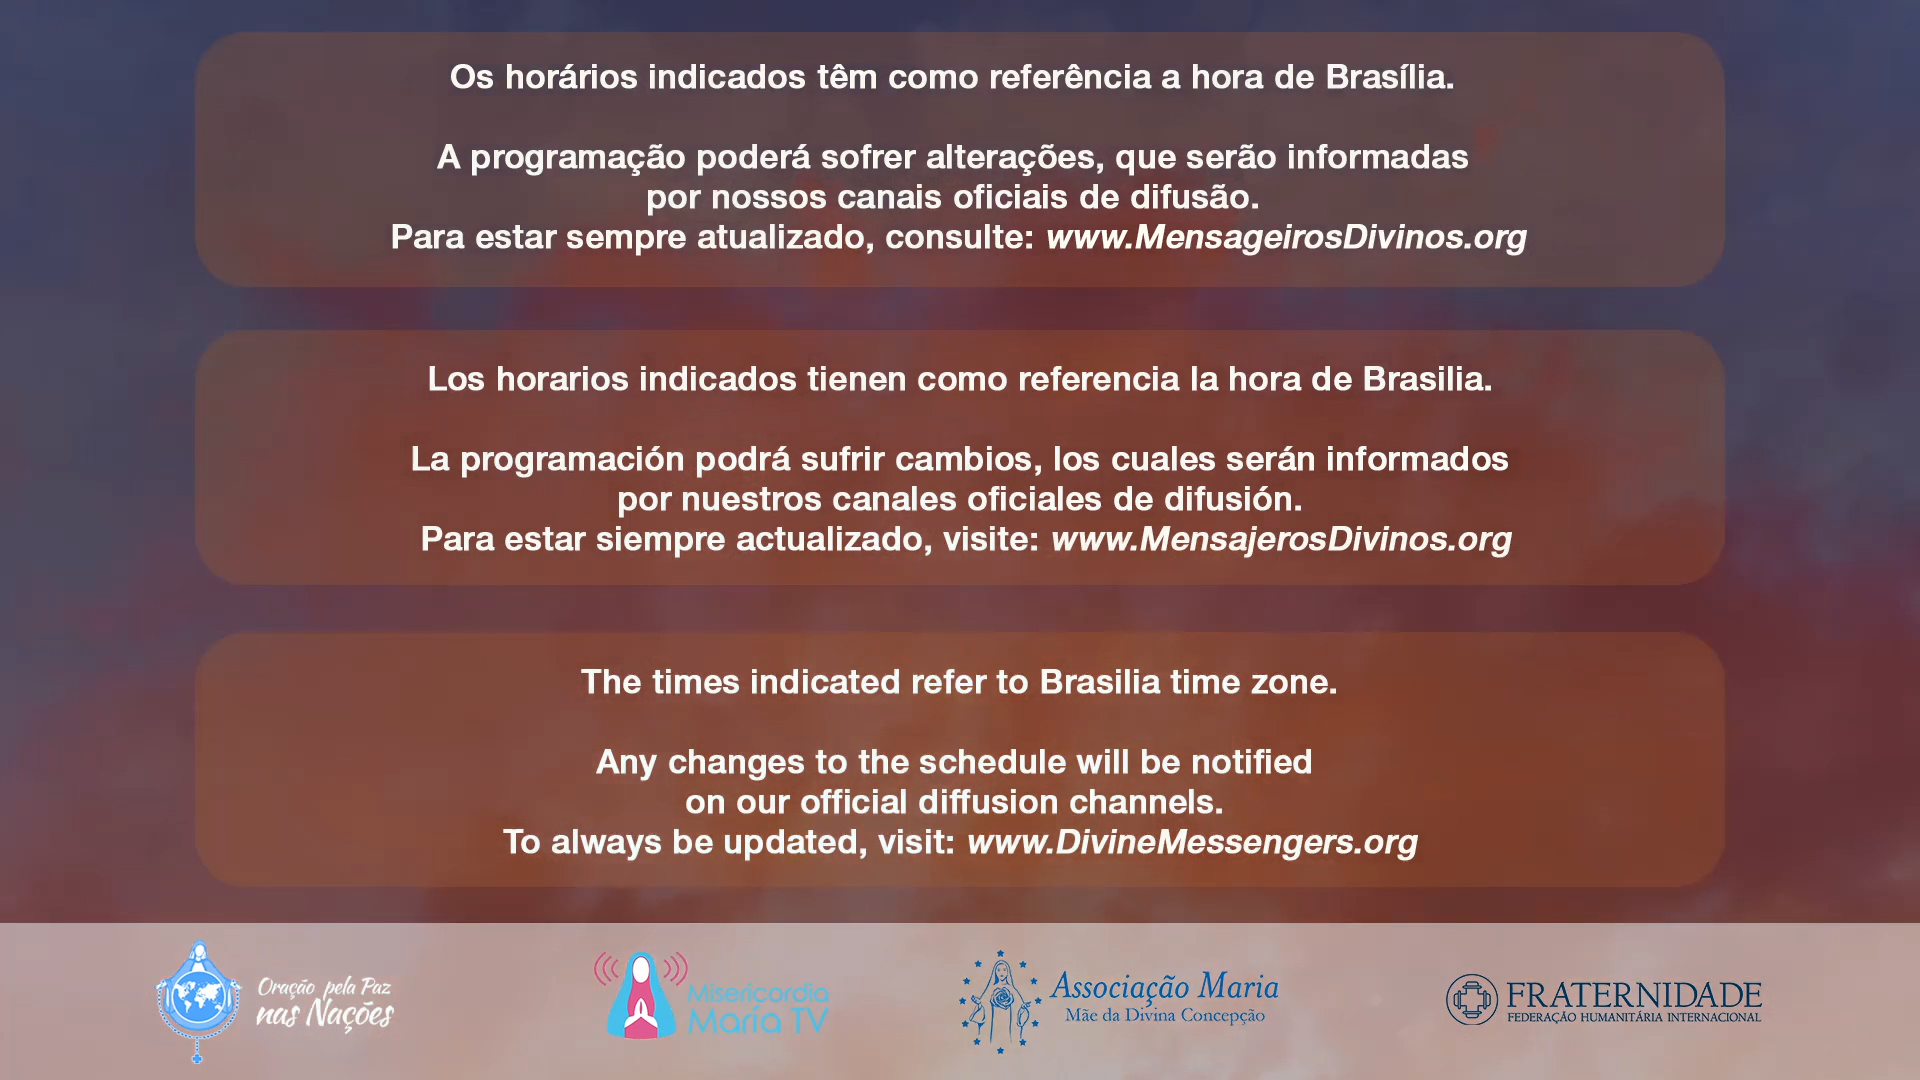 Os horários indicados têm como referência a hora de Brasília.
A programação poderá sofrer alterações, que serão informadas
por nossos canais oficiais de difusão.
Para estar sempre atualizado, consulte: www.MensageirosDivinos.org
Los horarios indicados tienen como referencia la hora de Brasilia.
La programación podrá sufrir cambios, los cuales serán informados
por nuestros canales oficiales de difusión.
Para estar siempre actualizado, visite: www.MensajerosDivinos.org
The times indicated refer to Brasilia time zone.
Any changes to the schedule will be notified
on our official diffusion channels.
To always be updated, visit: www.DivineMessengers.org
Oração pela Paz
nas Nações
Misericordia
María TV
Associação Maria
Mãe da Divina Concepção
FRATERNIDADE
FEDERAÇÃO HUMANITÁRIA INTERNACIONAL